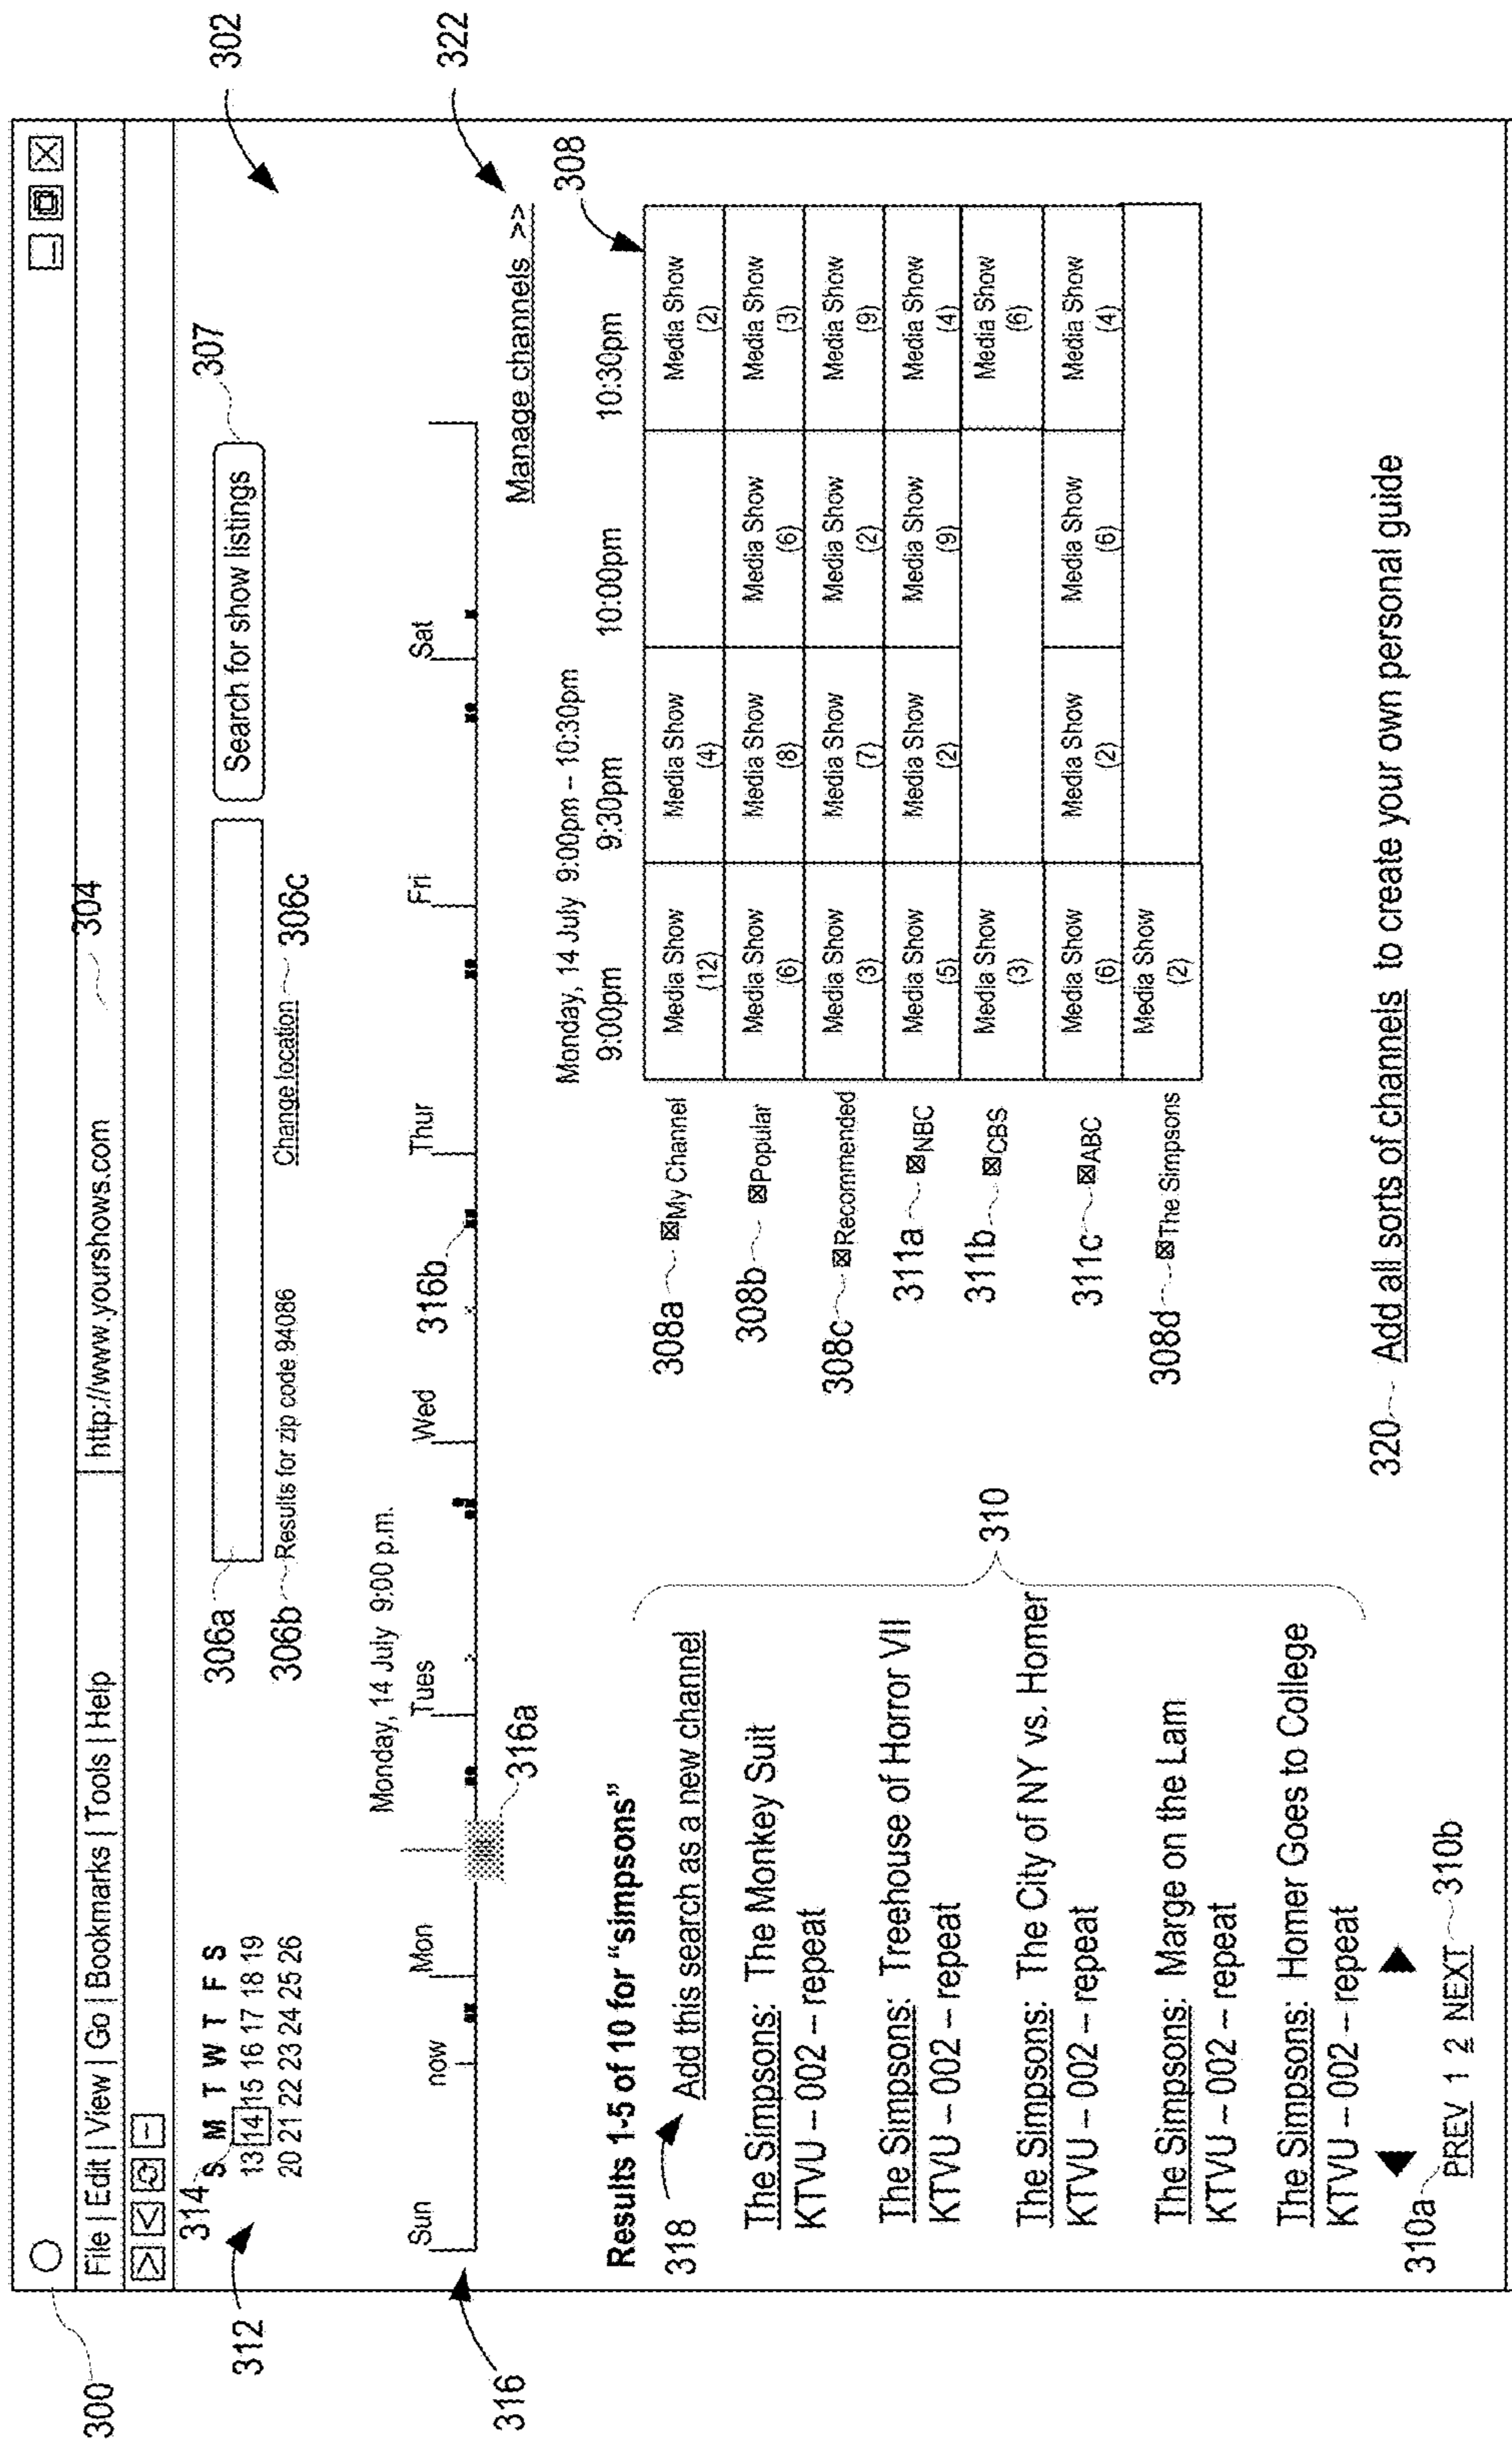 300
302
File | Edit | View | Go | Bookmarks | Tools | Help
http://www.yourshows.com
304
314
312
S M T W T F S
13 14 15 16 17 18 19
20 21 22 23 24 25 26
306a
Search for show listings
307
306b
Results for zip code 94086
Change location
306c
Monday, 14 July 9:00 p.m.
Sun
now
Mon
Tues
Wed
Thur
Fri
Sat
316
316a
316b
Manage channels >>
322
Results 1-5 of 10 for "simpsons"
318
Add this search as a new channel
The Simpsons: The Monkey Suit
KTVU – 002 – repeat
The Simpsons: Treehouse of Horror VII
KTVU – 002 – repeat
The Simpsons: The City of NY vs. Homer
KTVU – 002 – repeat
The Simpsons: Marge on the Lam
KTVU – 002 – repeat
The Simpsons: Homer Goes to College
KTVU – 002 – repeat
310
310a
PREV 1 2 NEXT
310b
Monday, 14 July 9:00pm – 10:30pm
9:00pm 9:30pm 10:00pm 10:30pm
308
308a
My Channel
Media Show (12)
Media Show (4)
Media Show (2)
308b
Popular
Media Show (6)
Media Show (8)
Media Show (6)
Media Show (3)
308c
Recommended
Media Show (3)
Media Show (7)
Media Show (2)
Media Show (9)
311a
NBC
Media Show (5)
Media Show (2)
Media Show (9)
Media Show (4)
311b
CBS
Media Show (3)
Media Show (6)
311c
ABC
Media Show (6)
Media Show (2)
Media Show (6)
Media Show (4)
308d
The Simpsons
Media Show (2)
320
Add all sorts of channels to create your own personal guide